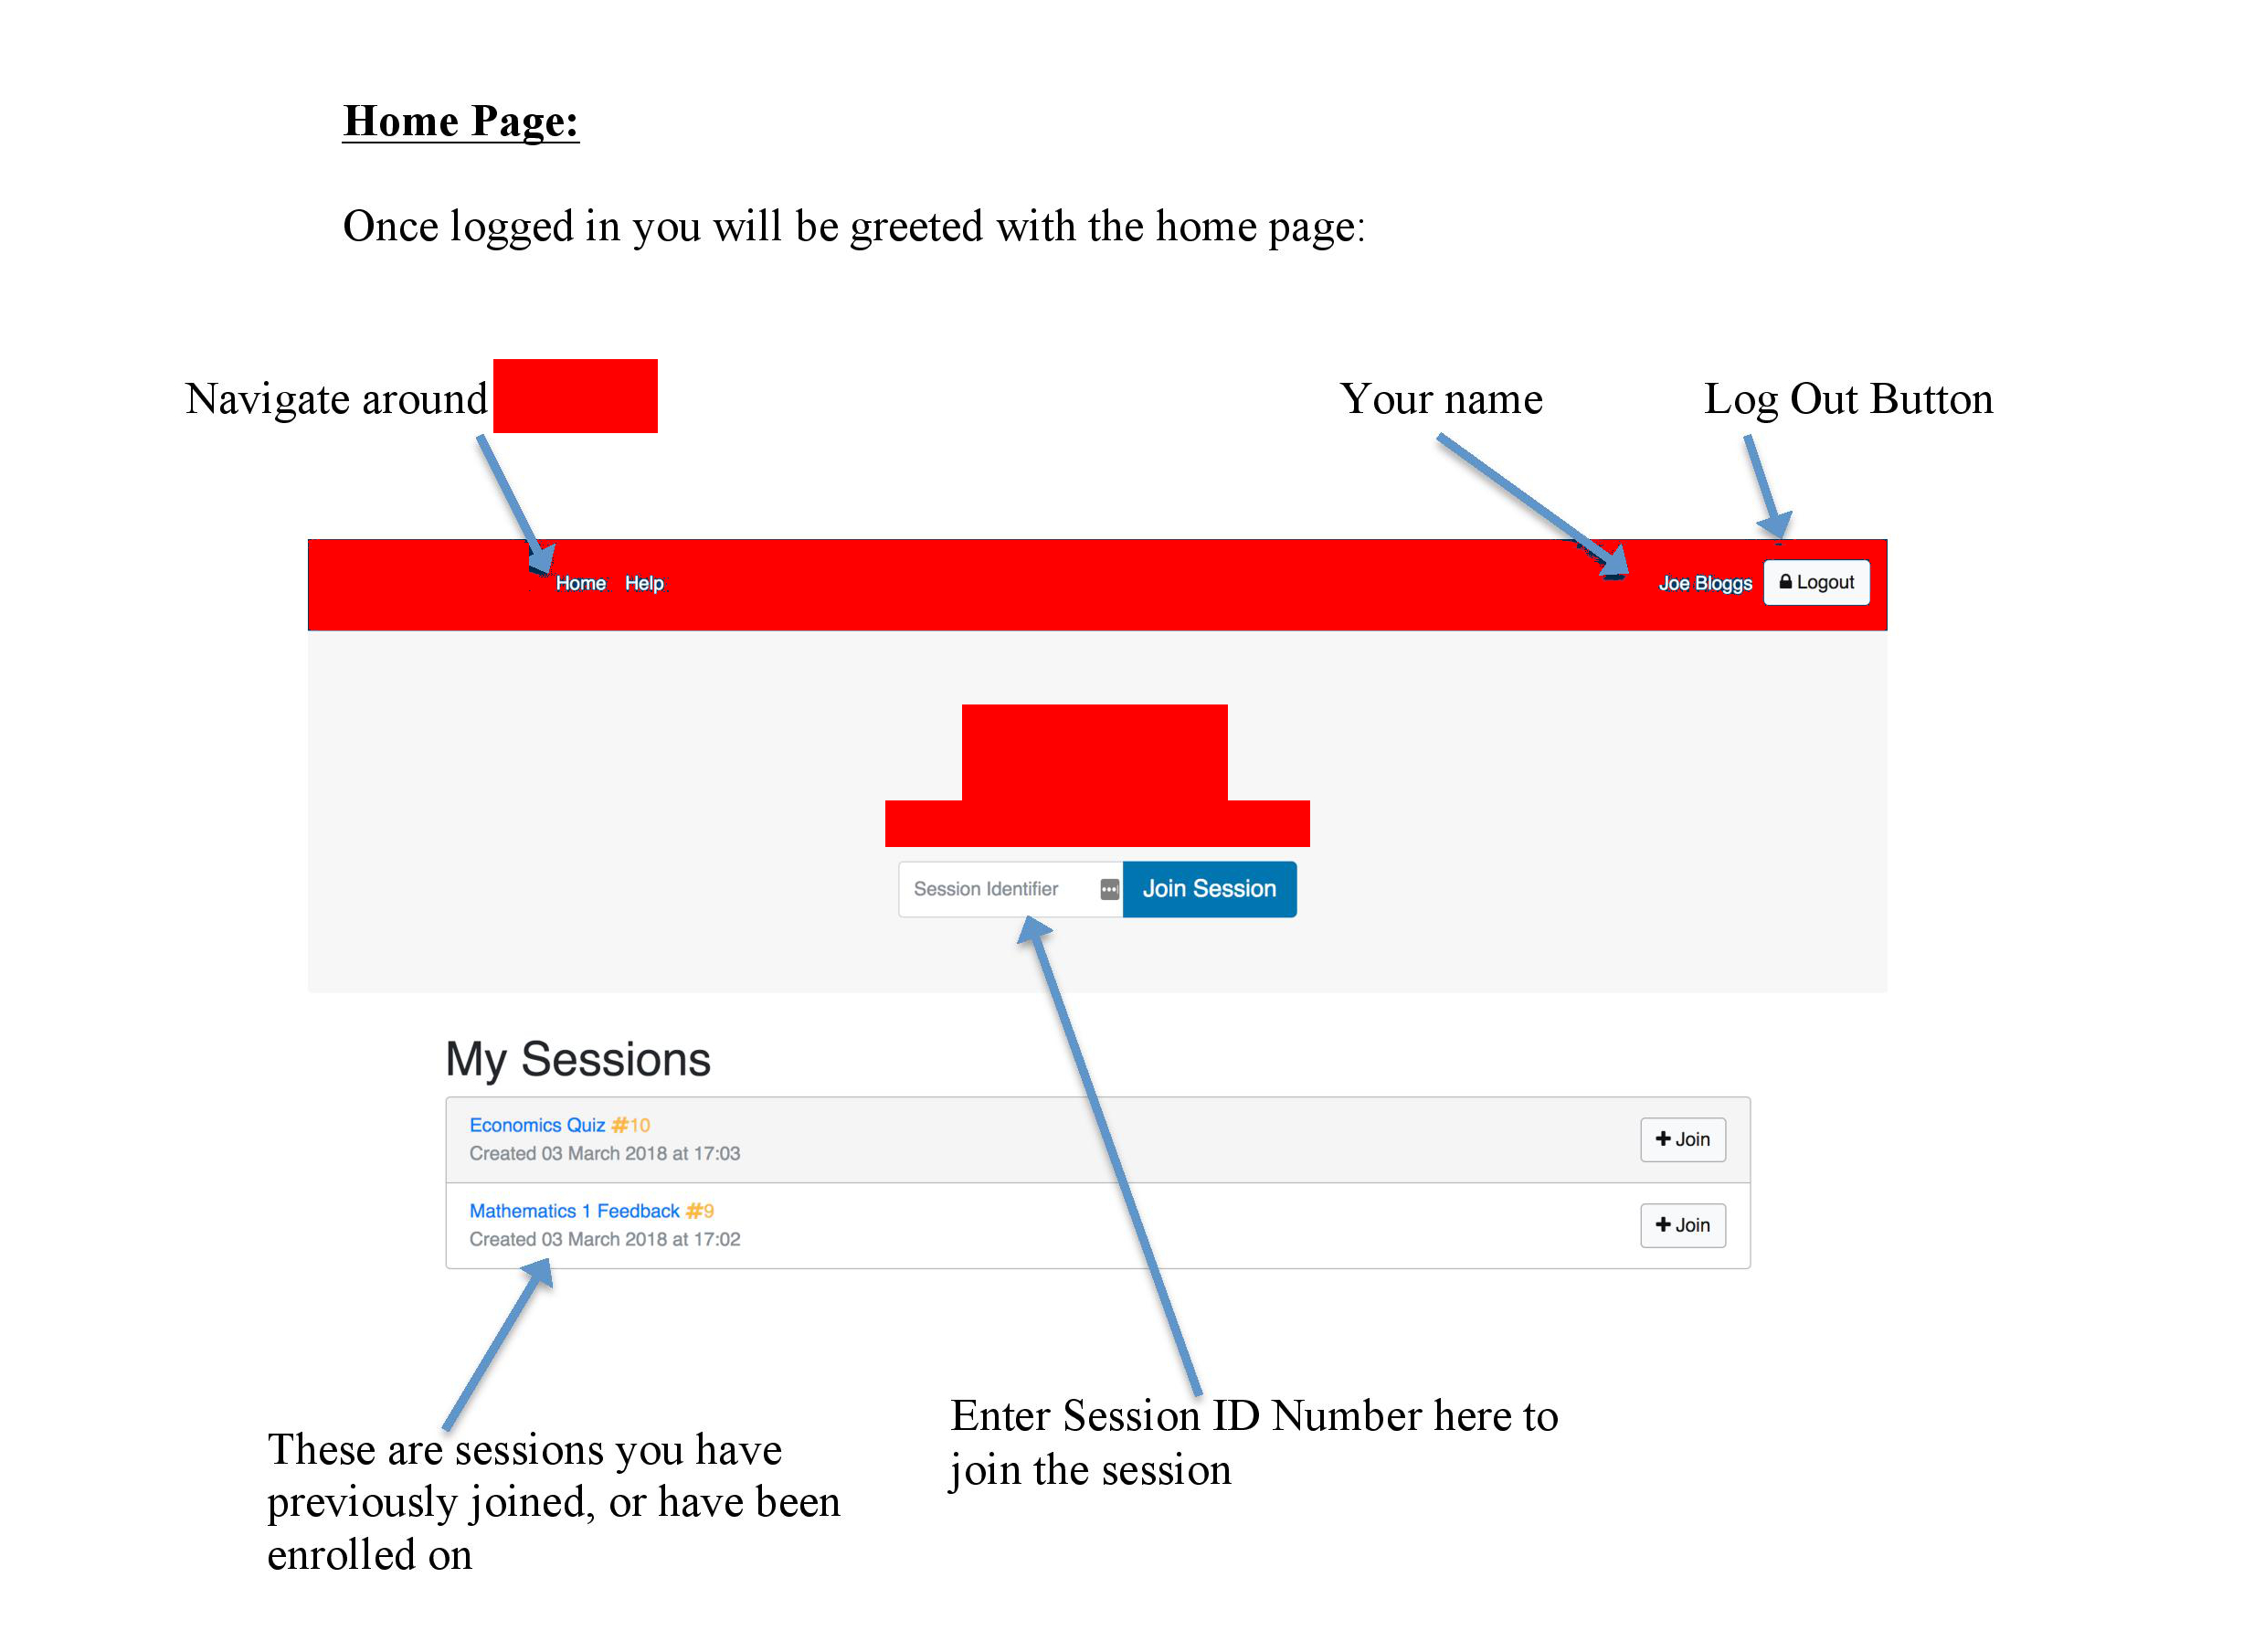 Home Page:
Once logged in you will be greeted with the home page:
Navigate around
Your name
Log Out Button
Home Help
Joe Bloggs
Logout
Session Identifier
Join Session
My Sessions
Economics Quiz #10
Created 03 March 2018 at 17:03
+ Join
Mathematics 1 Feedback #9
Created 03 March 2018 at 17:02
+ Join
These are sessions you have
previously joined, or have been
enrolled on
Enter Session ID Number here to
join the session